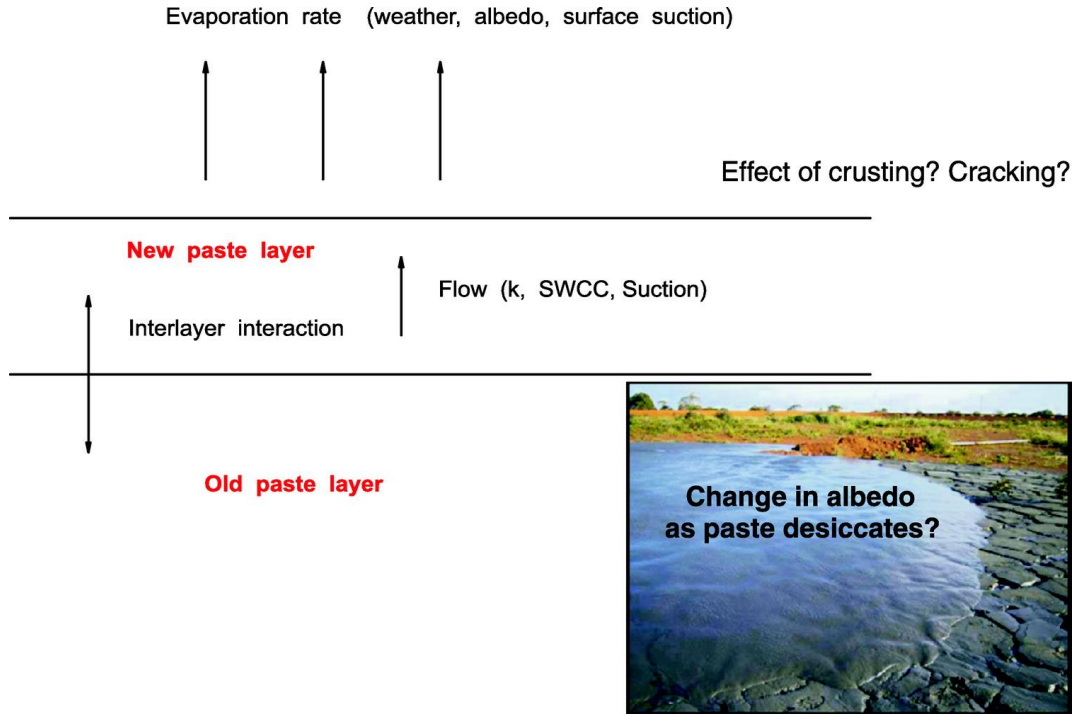 Evaporation rate (weather, albedo, surface suction)
Effect of crusting? Cracking?
New paste layer
Flow (k, SWCC, Suction)
Interlayer interaction
Old paste layer
Change in albedo
as paste desiccates?